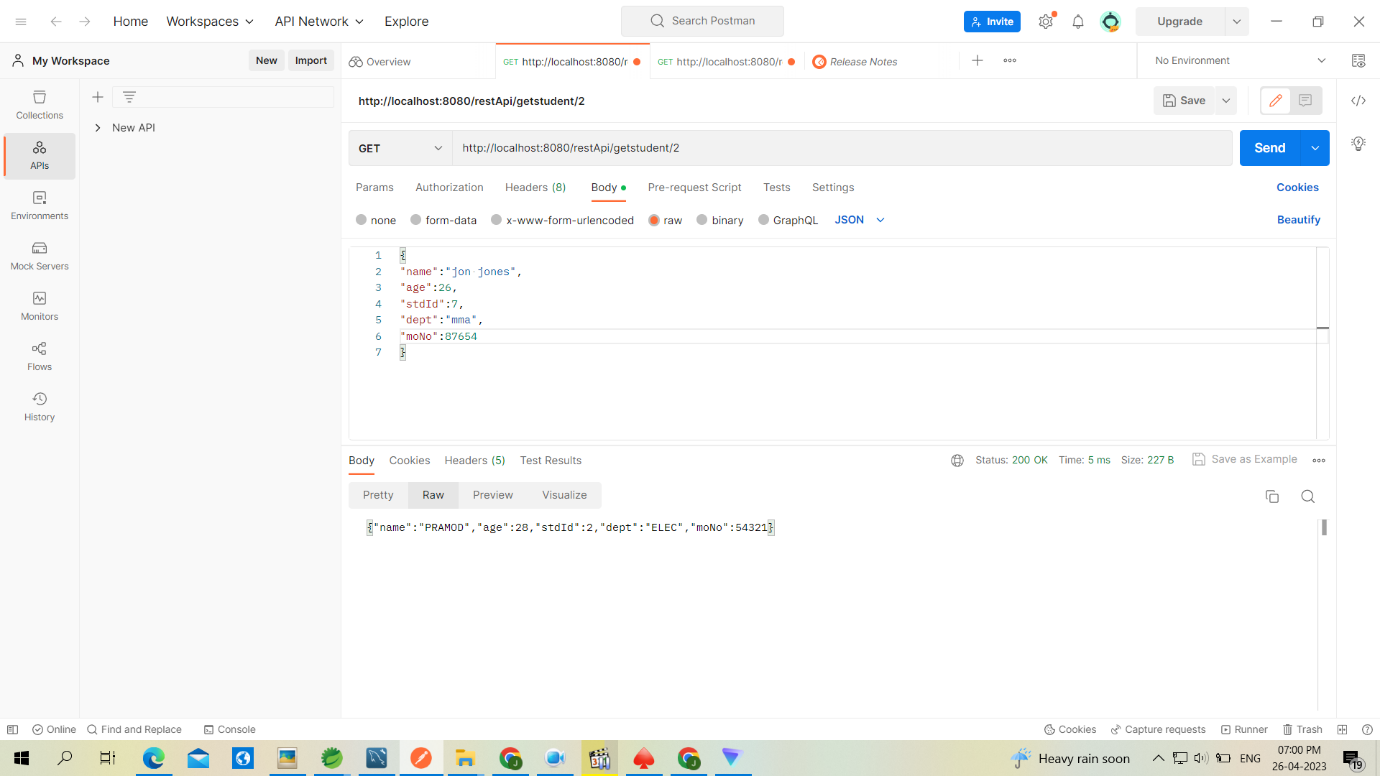 Home
Workspaces
API Network
Explore
Search Postman
Invite
Upgrade
My Workspace
New
Import
Overview
GET http://localhost:8080/r
GET http://localhost:8080/r
Release Notes
No Environment
Collections
APIs
Environments
Mock Servers
Monitors
Flows
History
New API
http://localhost:8080/restApi/getstudent/2
Save
GET
http://localhost:8080/restApi/getstudent/2
Send
Params
Authorization
Headers (8)
Body
Pre-request Script
Tests
Settings
Cookies
none
form-data
x-www-form-urlencoded
raw
binary
GraphQL
JSON
Beautify
1 {
2 "name":"jon jones",
3 "age":26,
4 "stdId":7,
5 "dept":"mma",
6 "moNo":87654
7 }
Body
Cookies
Headers (5)
Test Results
Status: 200 OK
Time: 5 ms
Size: 227 B
Save as Example
Pretty
Raw
Preview
Visualize
{"name":"PRAMOD","age":28,"stdId":2,"dept":"ELEC","moNo":54321}
Online
Find and Replace
Console
Cookies
Capture requests
Runner
Trash
Heavy rain soon
ENG
07:00 PM
26-04-2023
19